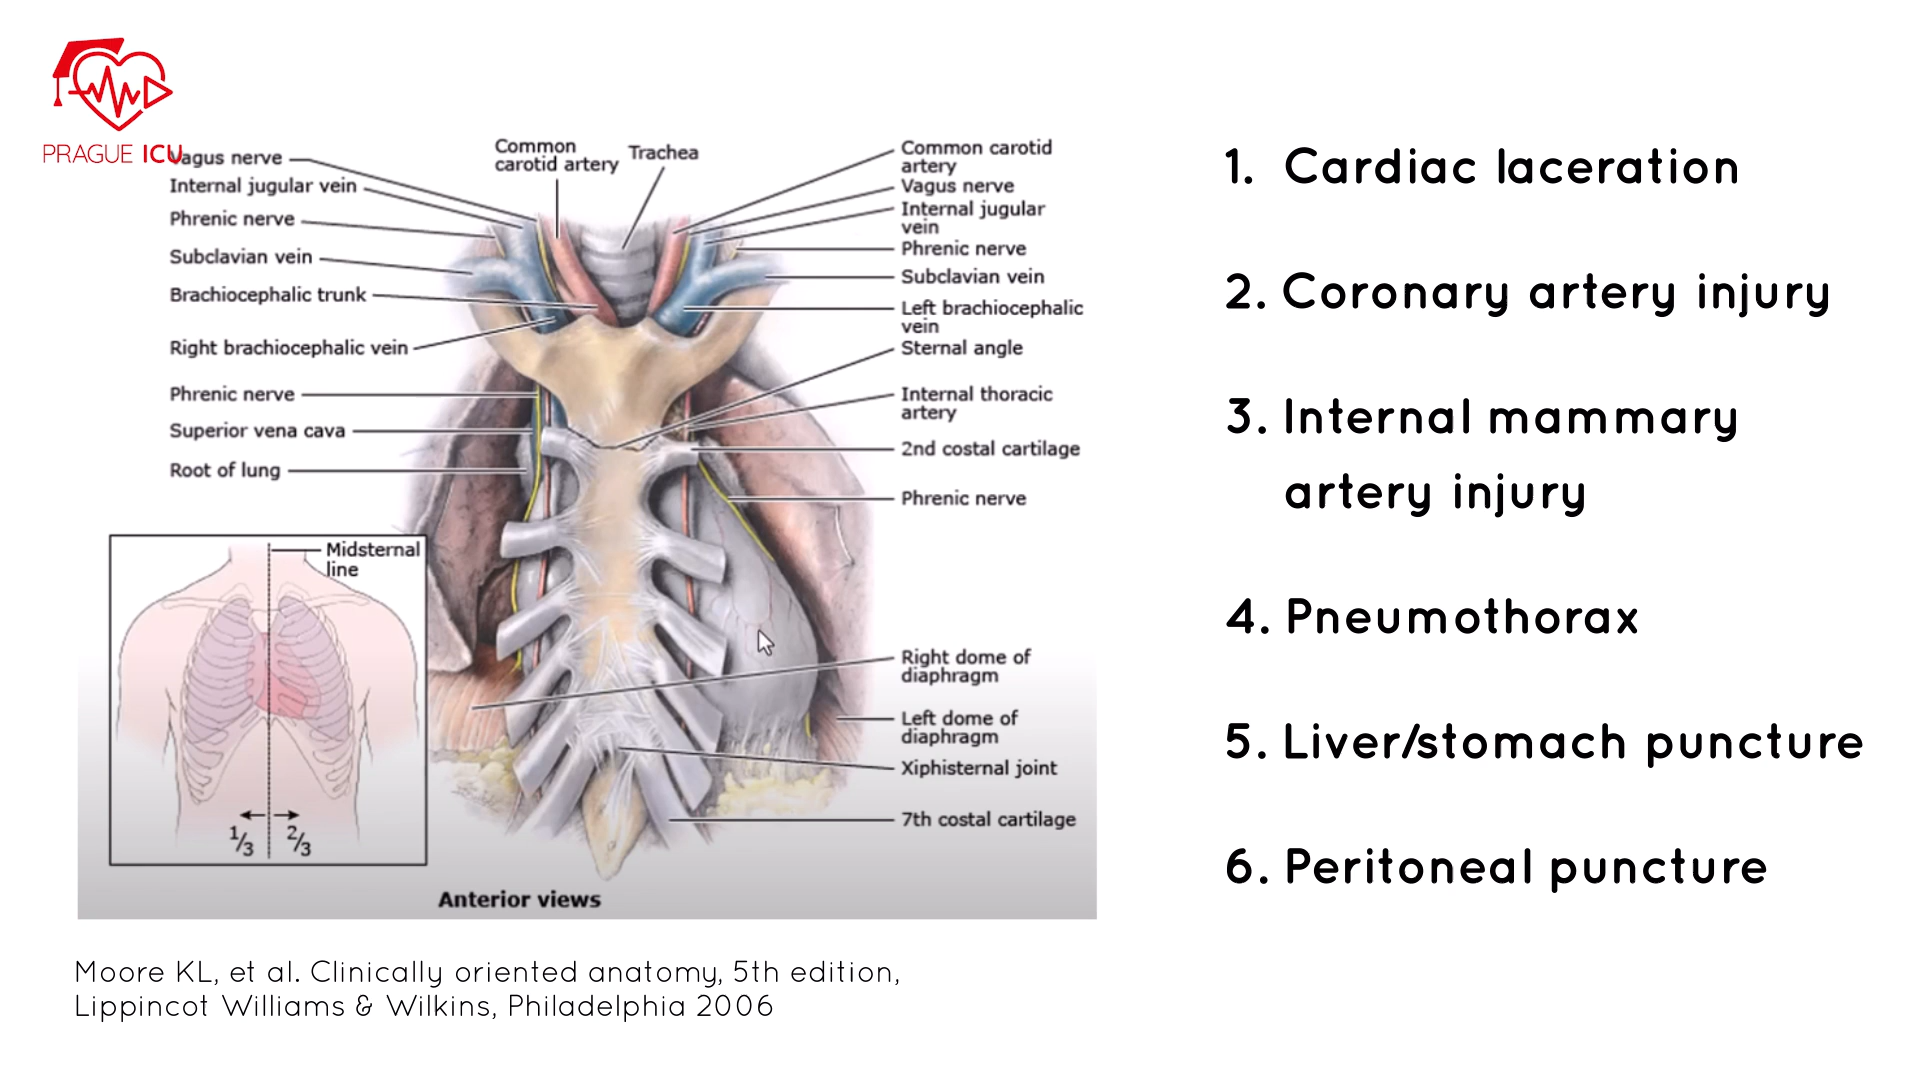 PRAGUE ICU
Vagus nerve
Internal jugular vein
Phrenic nerve
Subclavian vein
Brachiocephalic trunk
Right brachiocephalic vein
Phrenic nerve
Superior vena cava
Root of lung
Common
carotid artery
Trachea
Common carotid
artery
Vagus nerve
Internal jugular
vein
Phrenic nerve
Subclavian vein
Left brachiocephalic
vein
Sternal angle
Internal thoracic
artery
2nd costal cartilage
Phrenic nerve
Right dome of
diaphragm
Left dome of
diaphragm
Xiphisternal joint
7th costal cartilage
Midsternal
line
1/3 2/3
Anterior views
Moore KL, et al. Clinically oriented anatomy, 5th edition,
Lippincot Williams & Wilkins, Philadelphia 2006
1. Cardiac laceration
2. Coronary artery injury
3. Internal mammary
artery injury
4. Pneumothorax
5. Liver/stomach puncture
6. Peritoneal puncture